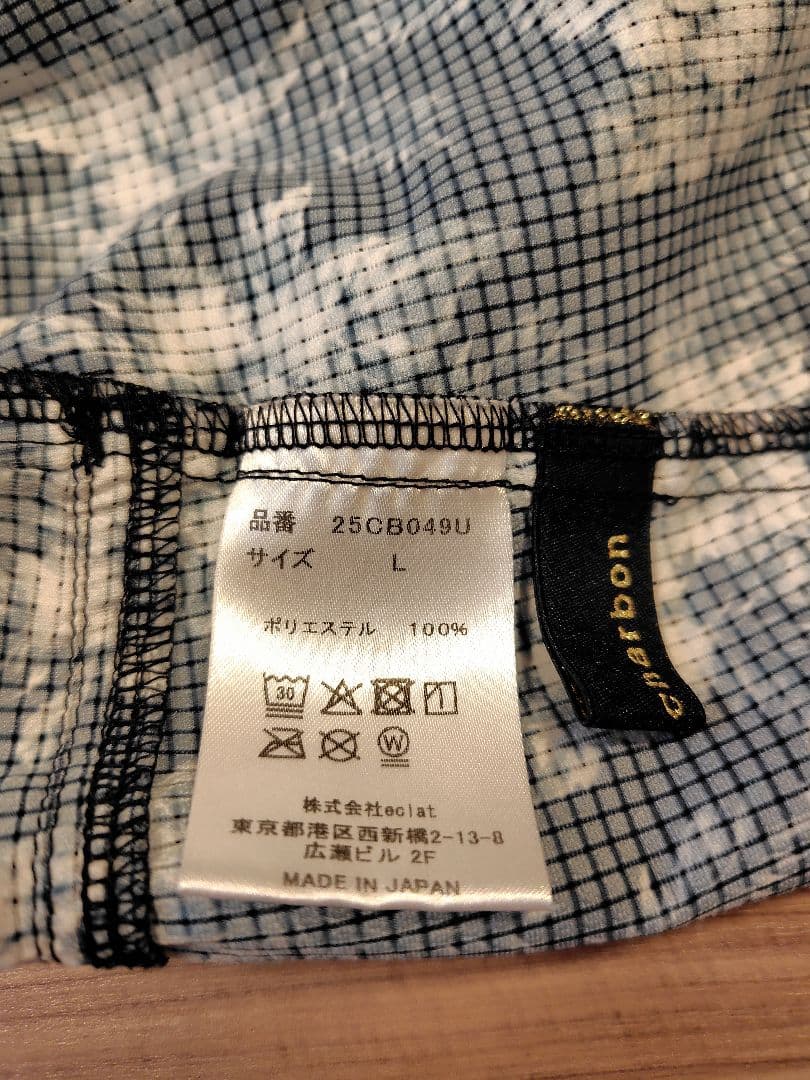 品番 25CB049U
サイズ L
ポリエステル 100%
30
W
株式会社eclat
東京都港区西新橋2-13-8
広瀬ビル 2F
MADE IN JAPAN
charbon